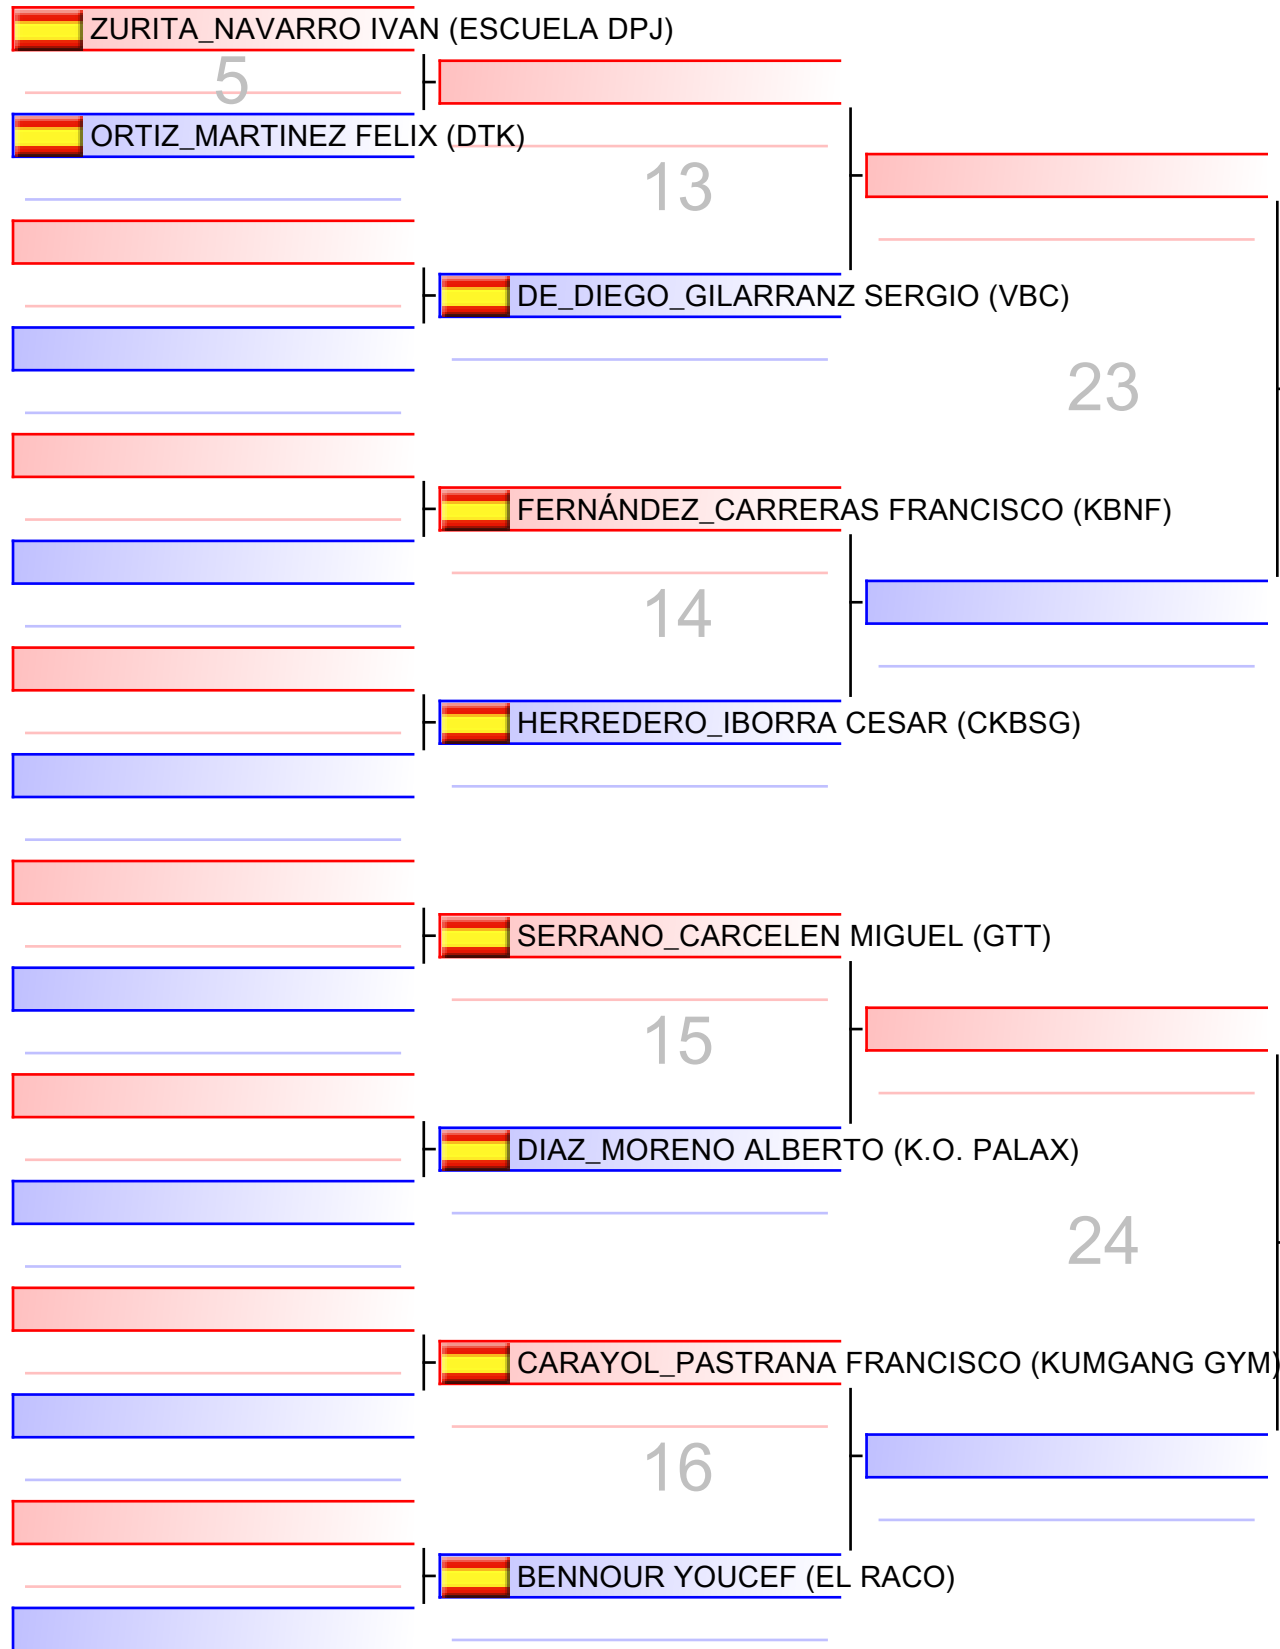 ZURITA_NAVARRO IVAN (ESCUELA DPJ)
5
ORTIZ_MARTINEZ FELIX (DTK)
13
DE_DIEGO_GILARRANZ SERGIO (VBC)
23
FERNÁNDEZ_CARRERAS FRANCISCO (KBNF)
14
HERREDERO_IBORRA CESAR (CKBSG)
SERRANO_CARCELEN MIGUEL (GTT)
15
DIAZ_MORENO ALBERTO (K.O. PALAX)
24
CARAYOL_PASTRANA FRANCISCO (KUMGANG GYM)
16
BENNOUR YOUCEF (EL RACO)